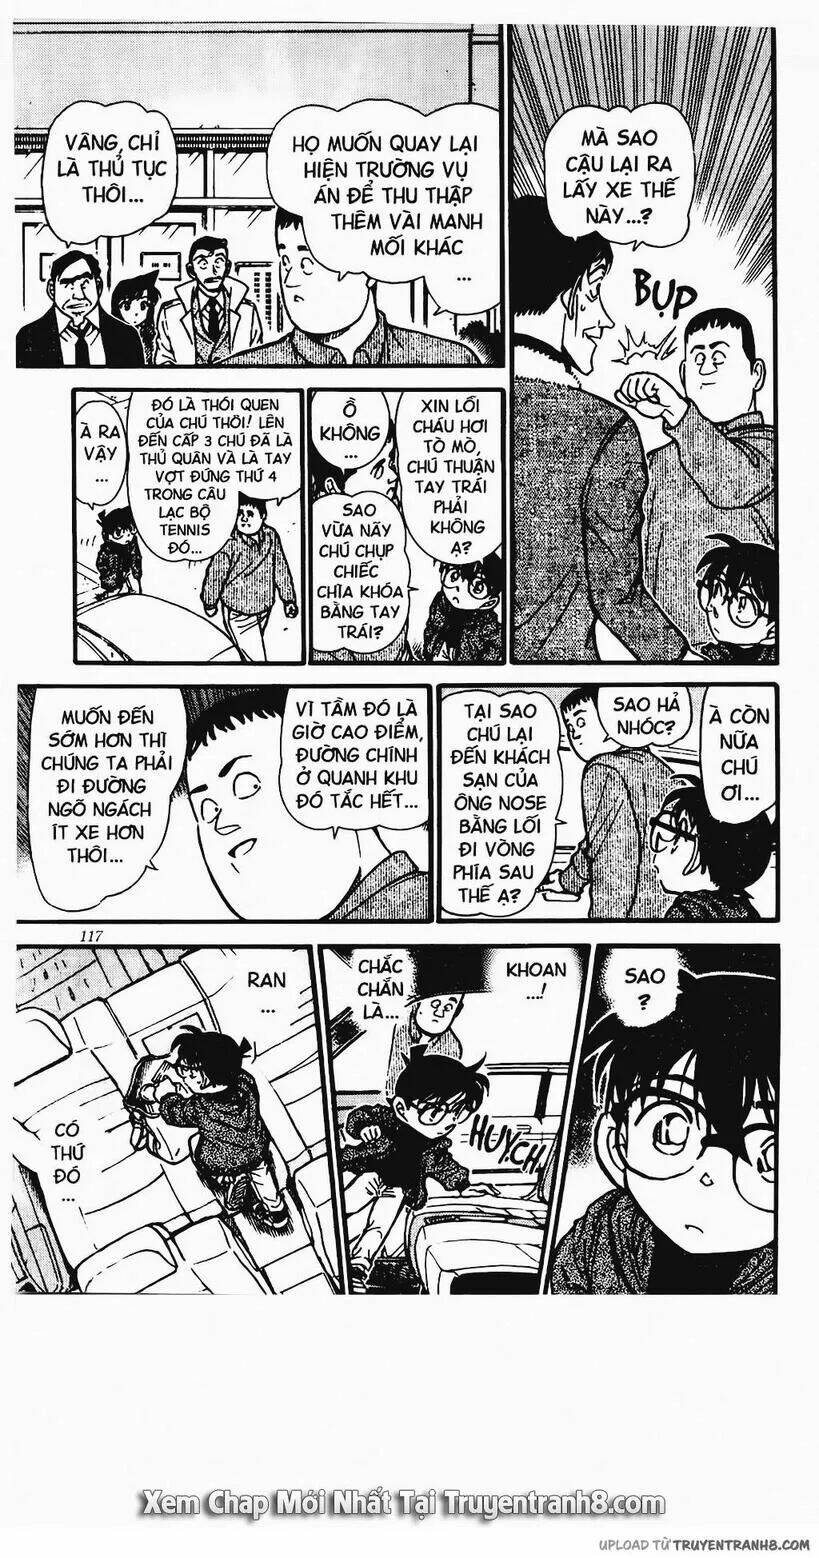 MÀ SAO
CẬU LẠI RA
LẤY XE THẾ
NÀY...?
BỤP
HỌ MUỐN QUAY LẠI
HIỆN TRƯỜNG VỤ
ÁN ĐỂ THU THẬP
THÊM VÀI MANH
MỐI KHÁC
...
VÂNG, CHỈ
LÀ THỦ TỤC
THÔI...
XIN LỖI
CHÁU HƠI
TÒ MÒ,
CHÚ THUẬN
TAY TRÁI
PHẢI
KHÔNG
Ạ?
Ồ
KHÔNG
...
SAO
VỪA NÃY
CHÚ CHỤP
CHIẾC
CHÌA KHÓA
BẰNG TAY
TRÁI?
ĐÓ LÀ THÓI QUEN
CỦA CHÚ THÔI! LÊN
ĐẾN CẤP 3 CHÚ ĐÃ LÀ
THỦ QUÂN VÀ LÀ TAY
VỢT ĐỨNG THỨ 4
TRONG CÂU
LẠC BỘ
TENNIS
ĐÓ...
À RA
VẬY
...
À CÒN
NỮA
CHÚ
ƠI...
SAO HẢ
NHÓC?
TẠI SAO
CHÚ LẠI
ĐẾN KHÁCH
SẠN CỦA
ÔNG NOSE
BẰNG LỐI
ĐI VÒNG
PHÍA SAU
THẾ Ạ?
VÌ TẦM ĐÓ LÀ
GIỜ CAO ĐIỂM,
ĐƯỜNG CHÍNH
Ở QUANH KHU
ĐÓ TẮC HẾT...
MUỐN ĐẾN
SỚM HƠN THÌ
CHÚNG TA PHẢI
ĐI ĐƯỜNG
NGÕ NGÁCH
ÍT XE HƠN
THÔI...
117
SAO
?
KHOAN
...!
CHẮC
CHẮN
LÀ...
HUỴCH
RAN
...
CÓ
THỨ
ĐÓ
...
Xem Chap Mới Nhất Tại Truyentranh8.com
UPLOAD TỪ TRUYENTRANH8.COM